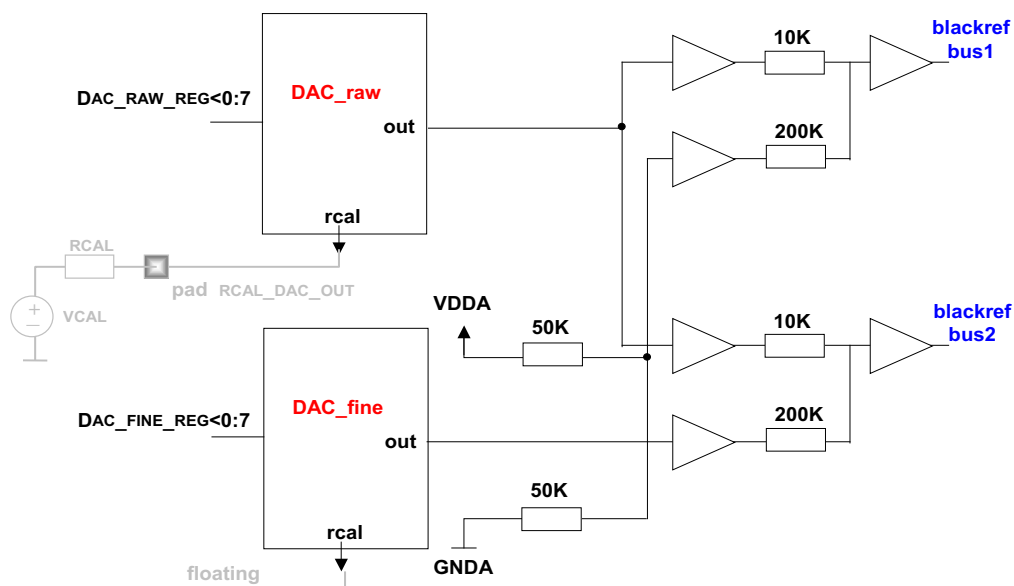 10K
blackref
bus1
DAC_RAW_REG<0:7
DAC_raw
out
200K
rcal
RCAL
pad RCAL_DAC_OUT
VCAL
VDDA
50K
10K
blackref
bus2
DAC_FINE_REG<0:7
DAC_fine
out
200K
50K
rcal
GNDA
floating